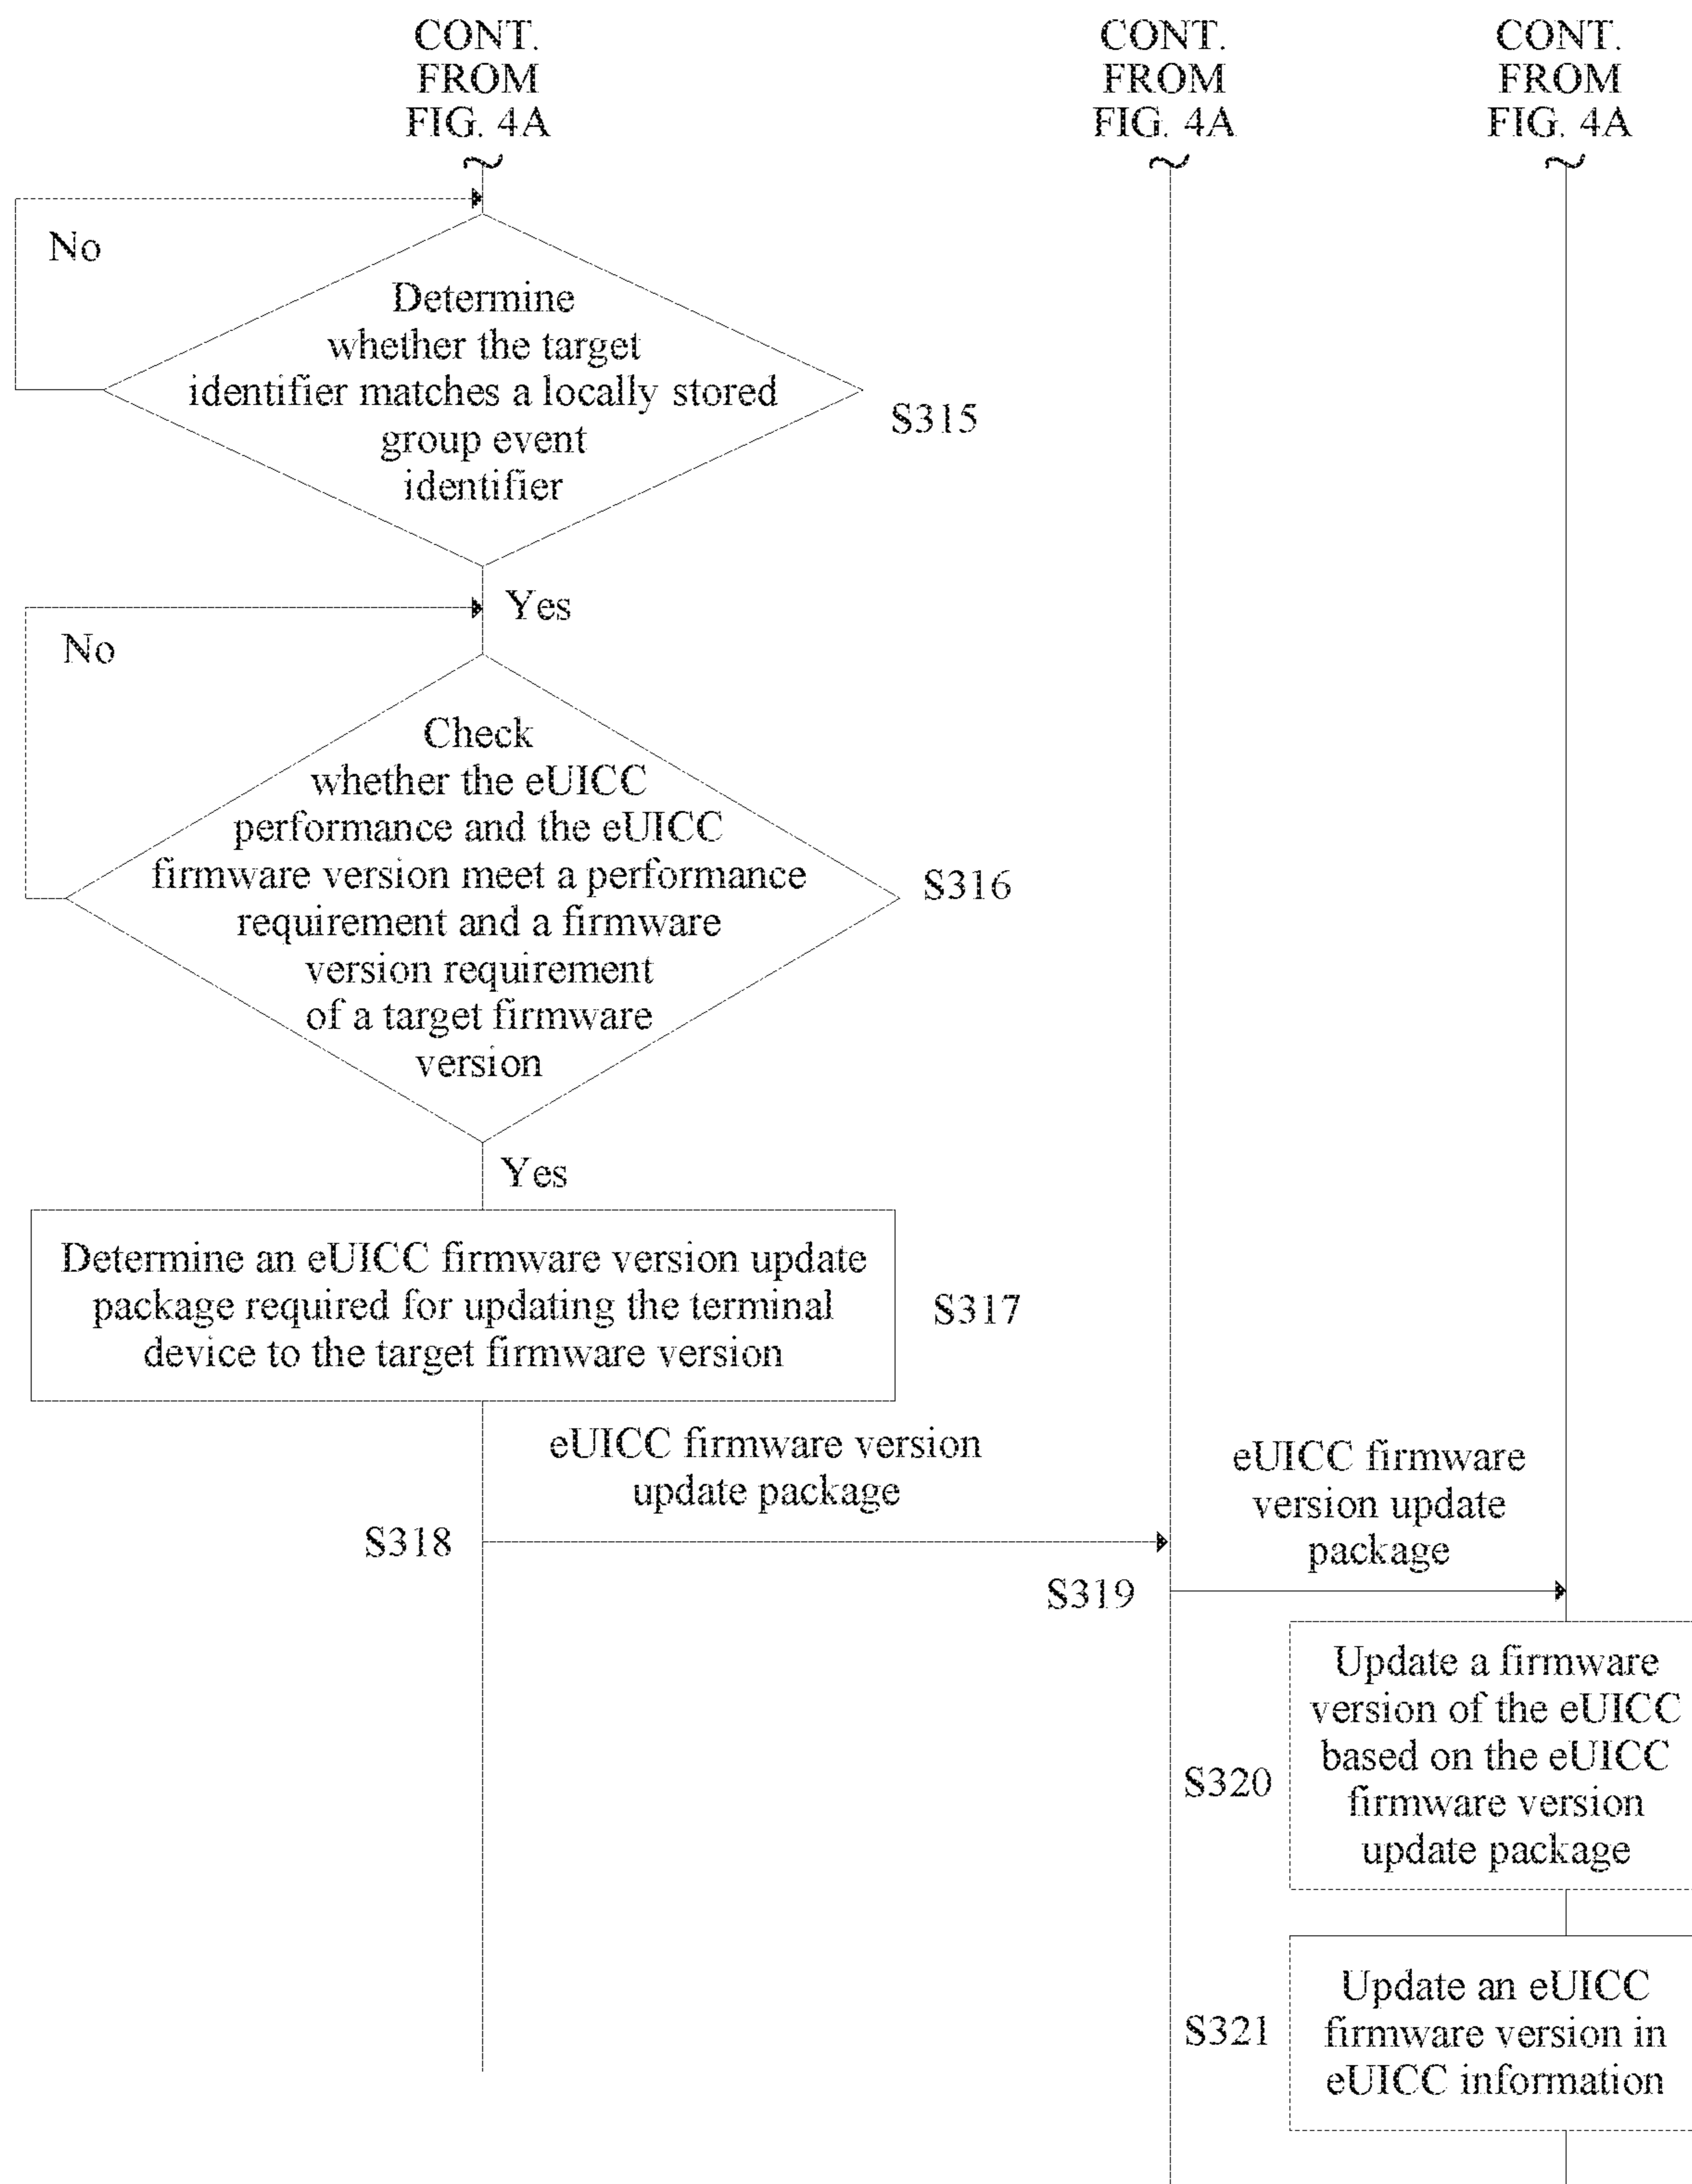 CONT.
FROM
FIG. 4A
CONT.
FROM
FIG. 4A
CONT.
FROM
FIG. 4A
No
Determine
whether the target
identifier matches a locally stored
group event
identifier
S315
Yes
No
Check
whether the eUICC
performance and the eUICC
firmware version meet a performance
requirement and a firmware
version requirement
of a target firmware
version
S316
Yes
Determine an eUICC firmware version update
package required for updating the terminal
device to the target firmware version
S317
eUICC firmware version
update package
S318
eUICC firmware
version update
package
S319
Update a firmware
version of the eUICC
based on the eUICC
firmware version
update package
S320
Update an eUICC
firmware version in
eUICC information
S321